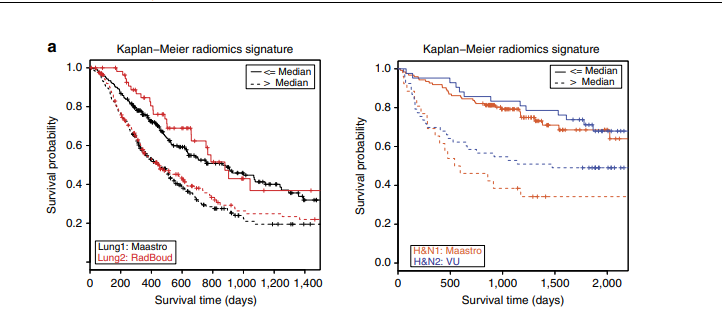 a
Kaplan–Meier radiomics signature
1.0
0.8
0.6
0.4
0.2
Survival probability
<= Median
> Median
Lung1: Maastro
Lung2: RadBoud
0 200 400 600 800 1,000 1,200 1,400
Survival time (days)
Kaplan–Meier radiomics signature
1.0
0.8
0.6
0.4
0.2
0.0
Survival probability
<= Median
> Median
H&N1: Maastro
H&N2: VU
0 500 1,000 1,500 2,000
Survival time (days)